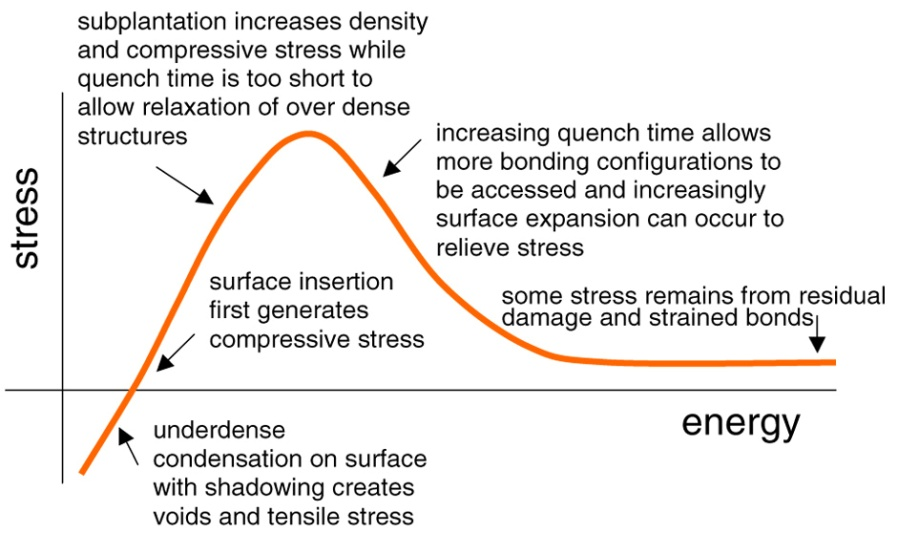 subplantation increases density
and compressive stress while
quench time is too short to
allow relaxation of over dense
structures
increasing quench time allows
more bonding configurations to
be accessed and increasingly
surface expansion can occur to
relieve stress
stress
surface insertion
first generates
compressive stress
some stress remains from residual
damage and strained bonds
energy
underdense
condensation on surface
with shadowing creates
voids and tensile stress